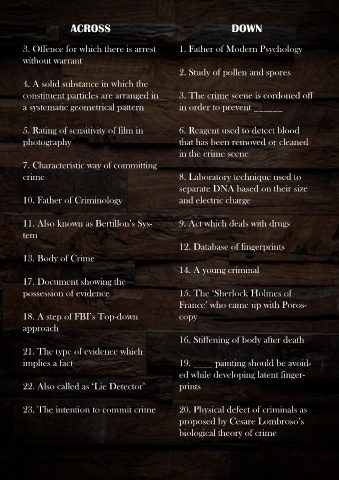 ACROSS
3. Offence for which there is arrest
without warrant
4. A solid substance in which the
constituent particles are arranged in
a systematic geometrical pattern
5. Rating of sensitivity of film in
photography
7. Characteristic way of committing
crime
10. Father of Criminology
11. Also known as Bertillon's Sys-
tem
13. Body of Crime
17. Document showing the
possession of evidence
18. A step of FBI's Top-down
approach
21. The type of evidence which
implies a fact
22. Also called as 'Lie Detector'
23. The intention to commit crime
DOWN
1. Father of Modern Psychology
2. Study of pollen and spores
3. The crime scene is cordoned off
in order to prevent ______
6. Reagent used to detect blood
that has been removed or cleaned
in the crime scene
8. Laboratory technique used to
separate DNA based on their size
and electric charge
9. Act which deals with drugs
12. Database of fingerprints
14. A young criminal
15. The 'Sherlock Holmes of
France' who came up with Poros-
copy
16. Stiffening of body after death
19. ____ painting should be avoid-
ed while developing latent finger-
prints
20. Physical defect of criminals as
proposed by Cesare Lombroso's
biological theory of crime